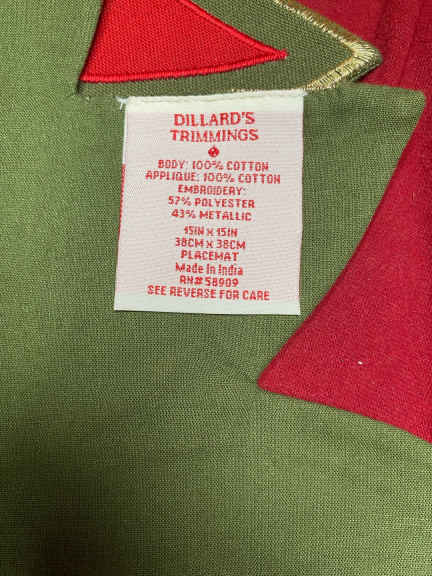 DILLARD'S
TRIMMINGS
BODY: 100% COTTON
APPLIQUE: 100% COTTON
EMBROIDERY:
57% POLYESTER
43% METALLIC
15IN X 15IN
38CM X 38CM
PLACEMAT
Made In India
RN# 58909
SEE REVERSE FOR CARE